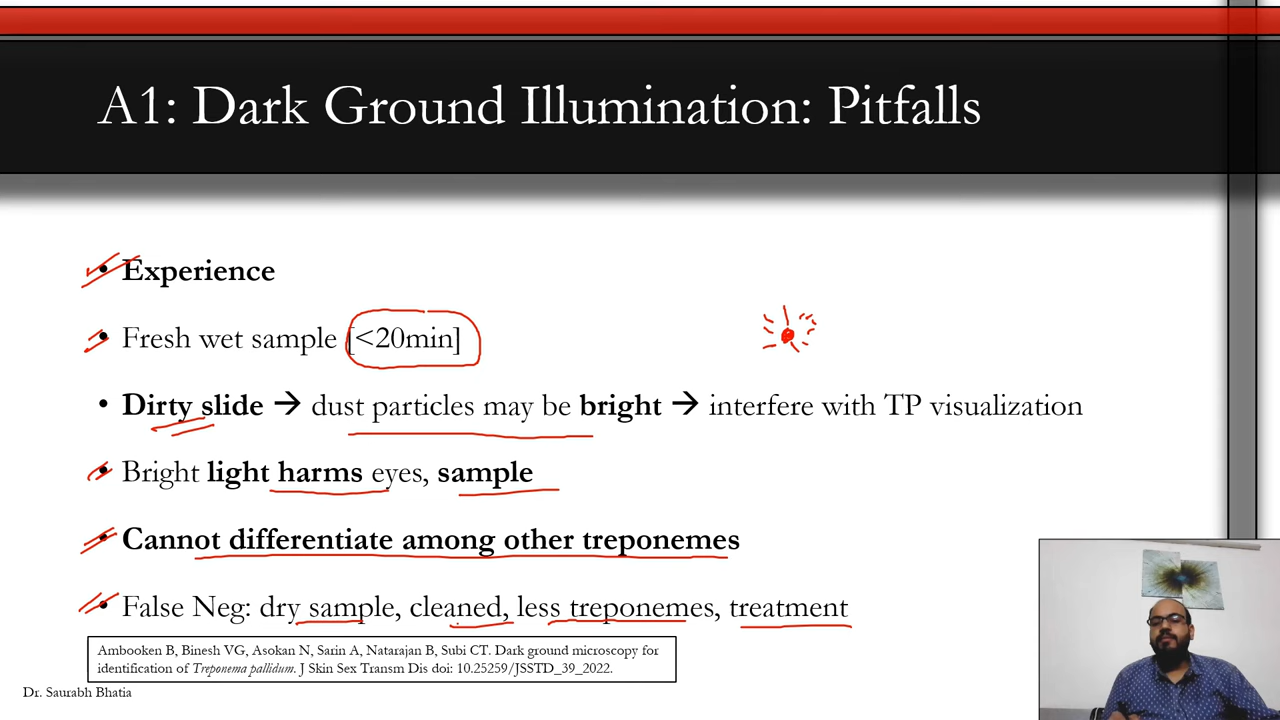 A1: Dark Ground Illumination: Pitfalls
• Experience
• Fresh wet sample [<20min]
• Dirty slide → dust particles may be bright → interfere with TP visualization
• Bright light harms eyes, sample
• Cannot differentiate among other treponemes
• False Neg: dry sample, cleaned, less treponemes, treatment
Ambooken B, Binesh VG, Asokan N, Sarin A, Natarajan B, Subi CT. Dark ground microscopy for
identification of Treponema pallidum. J Skin Sex Transm Dis doi: 10.25259/JSSTD_39_2022.
Dr. Saurabh Bhatia